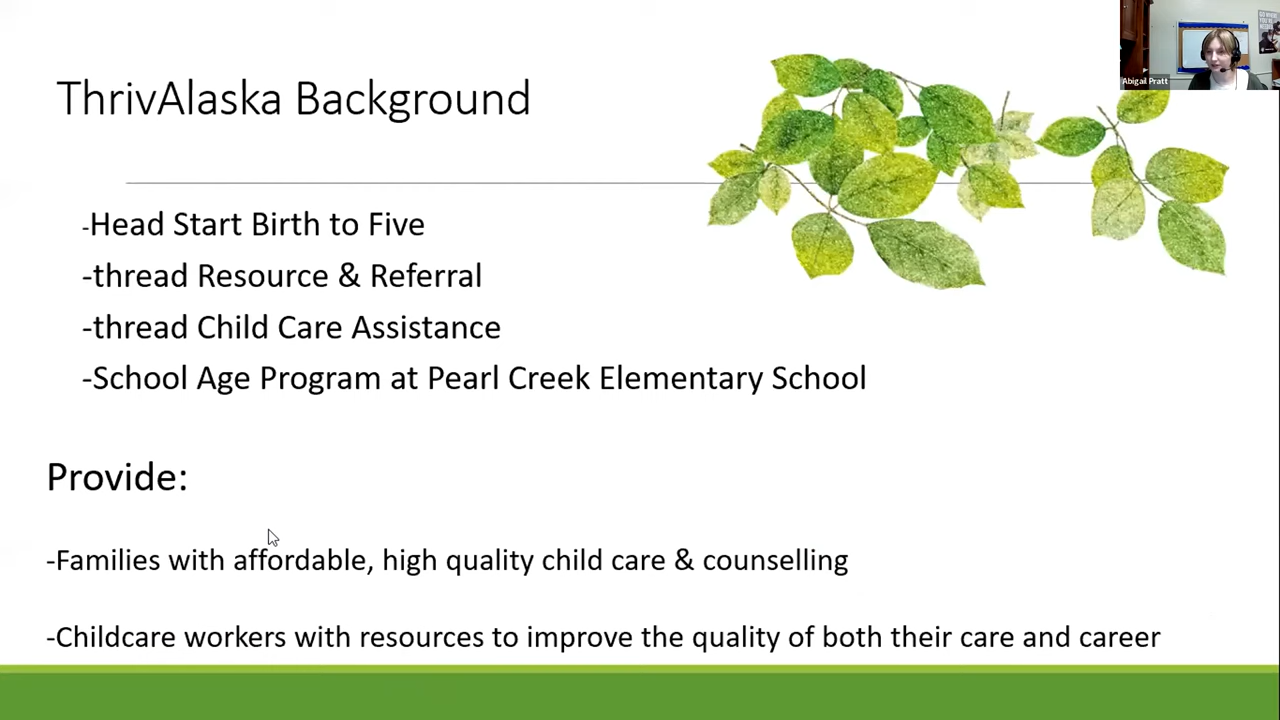 ThrivAlaska Background
Abigail Pratt
-Head Start Birth to Five
-thread Resource & Referral
-thread Child Care Assistance
-School Age Program at Pearl Creek Elementary School
Provide:
-Families with affordable, high quality child care & counselling
-Childcare workers with resources to improve the quality of both their care and career